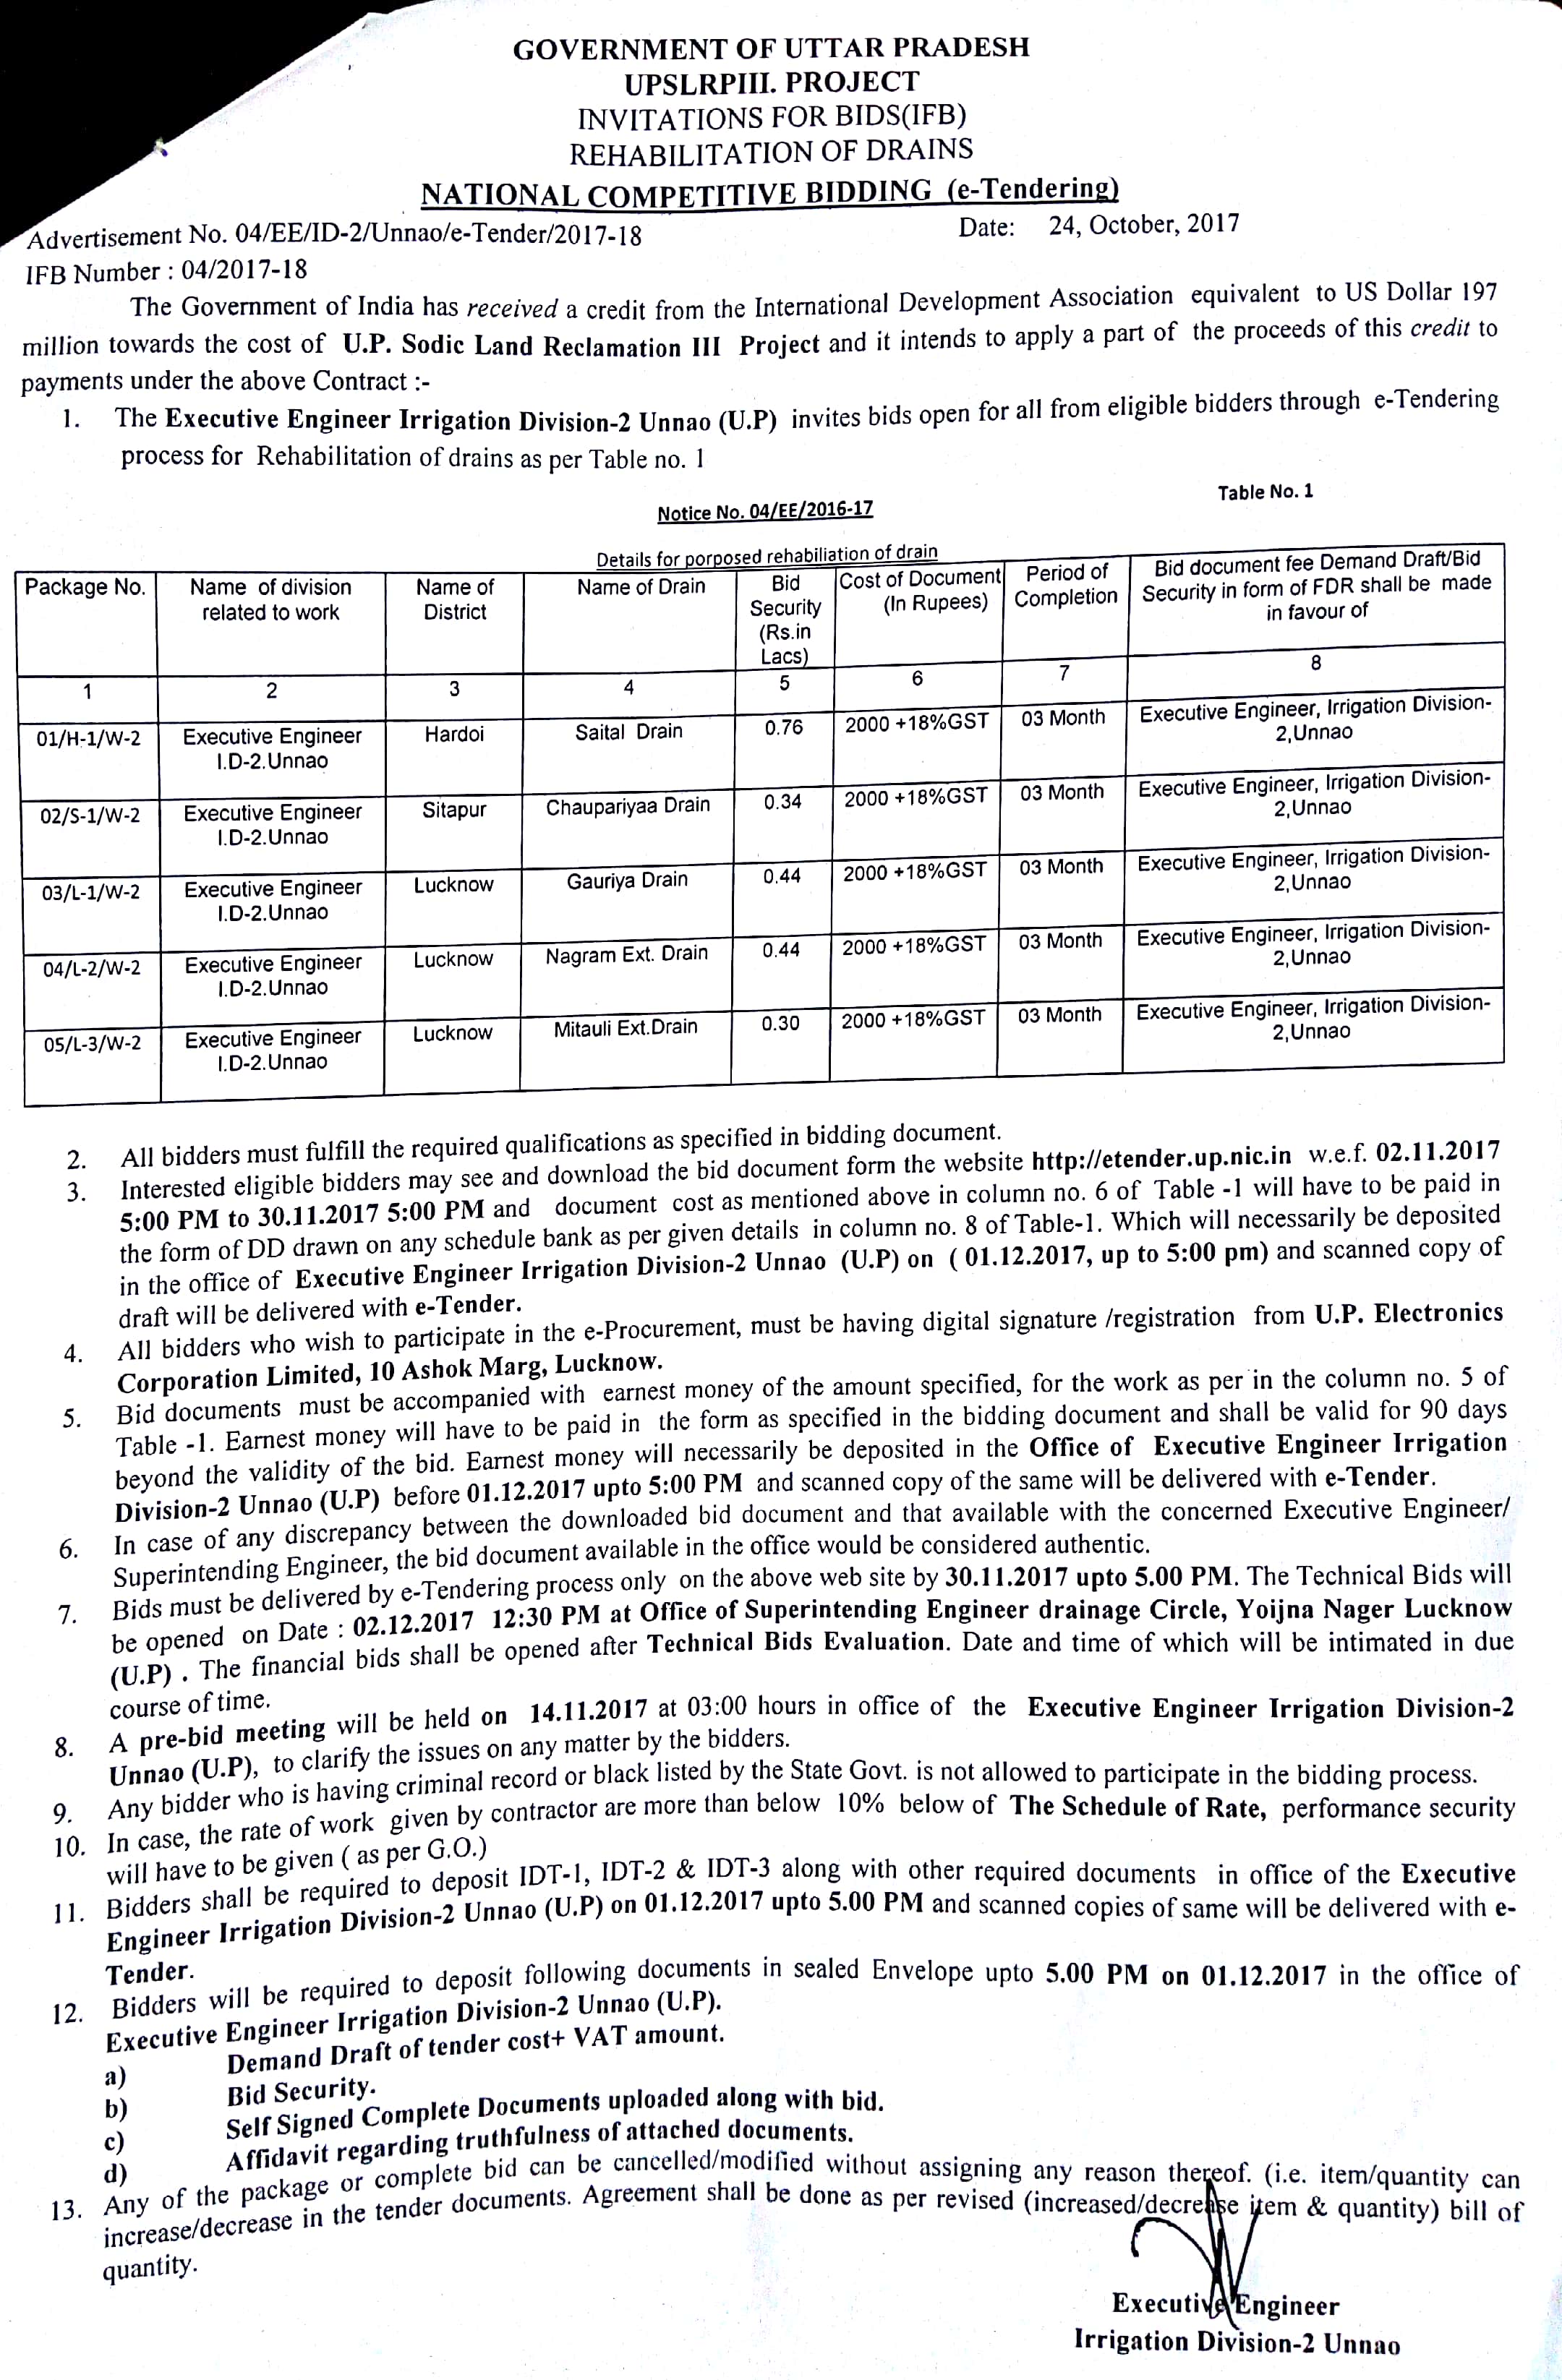 GOVERNMENT OF UTTAR PRADESH
UPSLRPIII. PROJECT
INVITATIONS FOR BIDS(IFB)
REHABILITATION OF DRAINS
NATIONAL COMPETITIVE BIDDING (e-Tendering)
Advertisement No. 04/EE/ID-2/Unnao/e-Tender/2017-18 Date: 24, October, 2017
IFB Number : 04/2017-18
The Government of India has received a credit from the International Development Association equivalent to US Dollar 197
million towards the cost of U.P. Sodic Land Reclamation III Project and it intends to apply a part of the proceeds of this credit to
payments under the above Contract :-
1. The Executive Engineer Irrigation Division-2 Unnao (U.P) invites bids open for all from eligible bidders through e-Tendering
process for Rehabilitation of drains as per Table no. 1
Notice No. 04/EE/2016-17 Table No. 1
Details for porposed rehabiliation of drain
Package No. Name of division Name of Name of Drain Bid Cost of Document Period of Bid document fee Demand Draft/Bid
related to work District Security (In Rupees) Completion Security in form of FDR shall be made
(Rs.in in favour of
Lacs)
1 2 3 4 5 6 7 8
01/H-1/W-2 Executive Engineer Hardoi Saital Drain 0.76 2000 +18%GST 03 Month Executive Engineer, Irrigation Division-
I.D-2.Unnao 2,Unnao
02/S-1/W-2 Executive Engineer Sitapur Chaupariyaa Drain 0.34 2000 +18%GST 03 Month Executive Engineer, Irrigation Division-
I.D-2.Unnao 2,Unnao
03/L-1/W-2 Executive Engineer Lucknow Gauriya Drain 0.44 2000 +18%GST 03 Month Executive Engineer, Irrigation Division-
I.D-2.Unnao 2,Unnao
04/L-2/W-2 Executive Engineer Lucknow Nagram Ext. Drain 0.44 2000 +18%GST 03 Month Executive Engineer, Irrigation Division-
I.D-2.Unnao 2,Unnao
05/L-3/W-2 Executive Engineer Lucknow Mitauli Ext.Drain 0.30 2000 +18%GST 03 Month Executive Engineer, Irrigation Division-
I.D-2.Unnao 2,Unnao
2. All bidders must fulfill the required qualifications as specified in bidding document.
3. Interested eligible bidders may see and download the bid document form the website http://etender.up.nic.in w.e.f. 02.11.2017
5:00 PM to 30.11.2017 5:00 PM and document cost as mentioned above in column no. 6 of Table -1 will have to be paid in
the form of DD drawn on any schedule bank as per given details in column no. 8 of Table-1. Which will necessarily be deposited
in the office of Executive Engineer Irrigation Division-2 Unnao (U.P) on ( 01.12.2017, up to 5:00 pm) and scanned copy of
draft will be delivered with e-Tender.
4. All bidders who wish to participate in the e-Procurement, must be having digital signature /registration from U.P. Electronics
Corporation Limited, 10 Ashok Marg, Lucknow.
5. Bid documents must be accompanied with earnest money of the amount specified, for the work as per in the column no. 5 of
Table -1. Earnest money will have to be paid in the form as specified in the bidding document and shall be valid for 90 days
beyond the validity of the bid. Earnest money will necessarily be deposited in the Office of Executive Engineer Irrigation
Division-2 Unnao (U.P) before 01.12.2017 upto 5:00 PM and scanned copy of the same will be delivered with e-Tender.
6. In case of any discrepancy between the downloaded bid document and that available with the concerned Executive Engineer/
Superintending Engineer, the bid document available in the office would be considered authentic.
7. Bids must be delivered by e-Tendering process only on the above web site by 30.11.2017 upto 5.00 PM. The Technical Bids will
be opened on Date : 02.12.2017 12:30 PM at Office of Superintending Engineer drainage Circle, Yoijna Nager Lucknow
(U.P) . The financial bids shall be opened after Technical Bids Evaluation. Date and time of which will be intimated in due
course of time.
8. A pre-bid meeting will be held on 14.11.2017 at 03:00 hours in office of the Executive Engineer Irrigation Division-2
Unnao (U.P), to clarify the issues on any matter by the bidders.
9. Any bidder who is having criminal record or black listed by the State Govt. is not allowed to participate in the bidding process.
10. In case, the rate of work given by contractor are more than below 10% below of The Schedule of Rate, performance security
will have to be given ( as per G.O.)
11. Bidders shall be required to deposit IDT-1, IDT-2 & IDT-3 along with other required documents in office of the Executive
Engineer Irrigation Division-2 Unnao (U.P) on 01.12.2017 upto 5.00 PM and scanned copies of same will be delivered with e-
Tender.
12. Bidders will be required to deposit following documents in sealed Envelope upto 5.00 PM on 01.12.2017 in the office of
Executive Engineer Irrigation Division-2 Unnao (U.P).
a) Demand Draft of tender cost+ VAT amount.
b) Bid Security.
c) Self Signed Complete Documents uploaded along with bid.
d) Affidavit regarding truthfulness of attached documents.
13. Any of the package or complete bid can be cancelled/modified without assigning any reason thereof. (i.e. item/quantity can
increase/decrease in the tender documents. Agreement shall be done as per revised (increased/decrease item & quantity) bill of
quantity.
Executive Engineer
Irrigation Division-2 Unnao